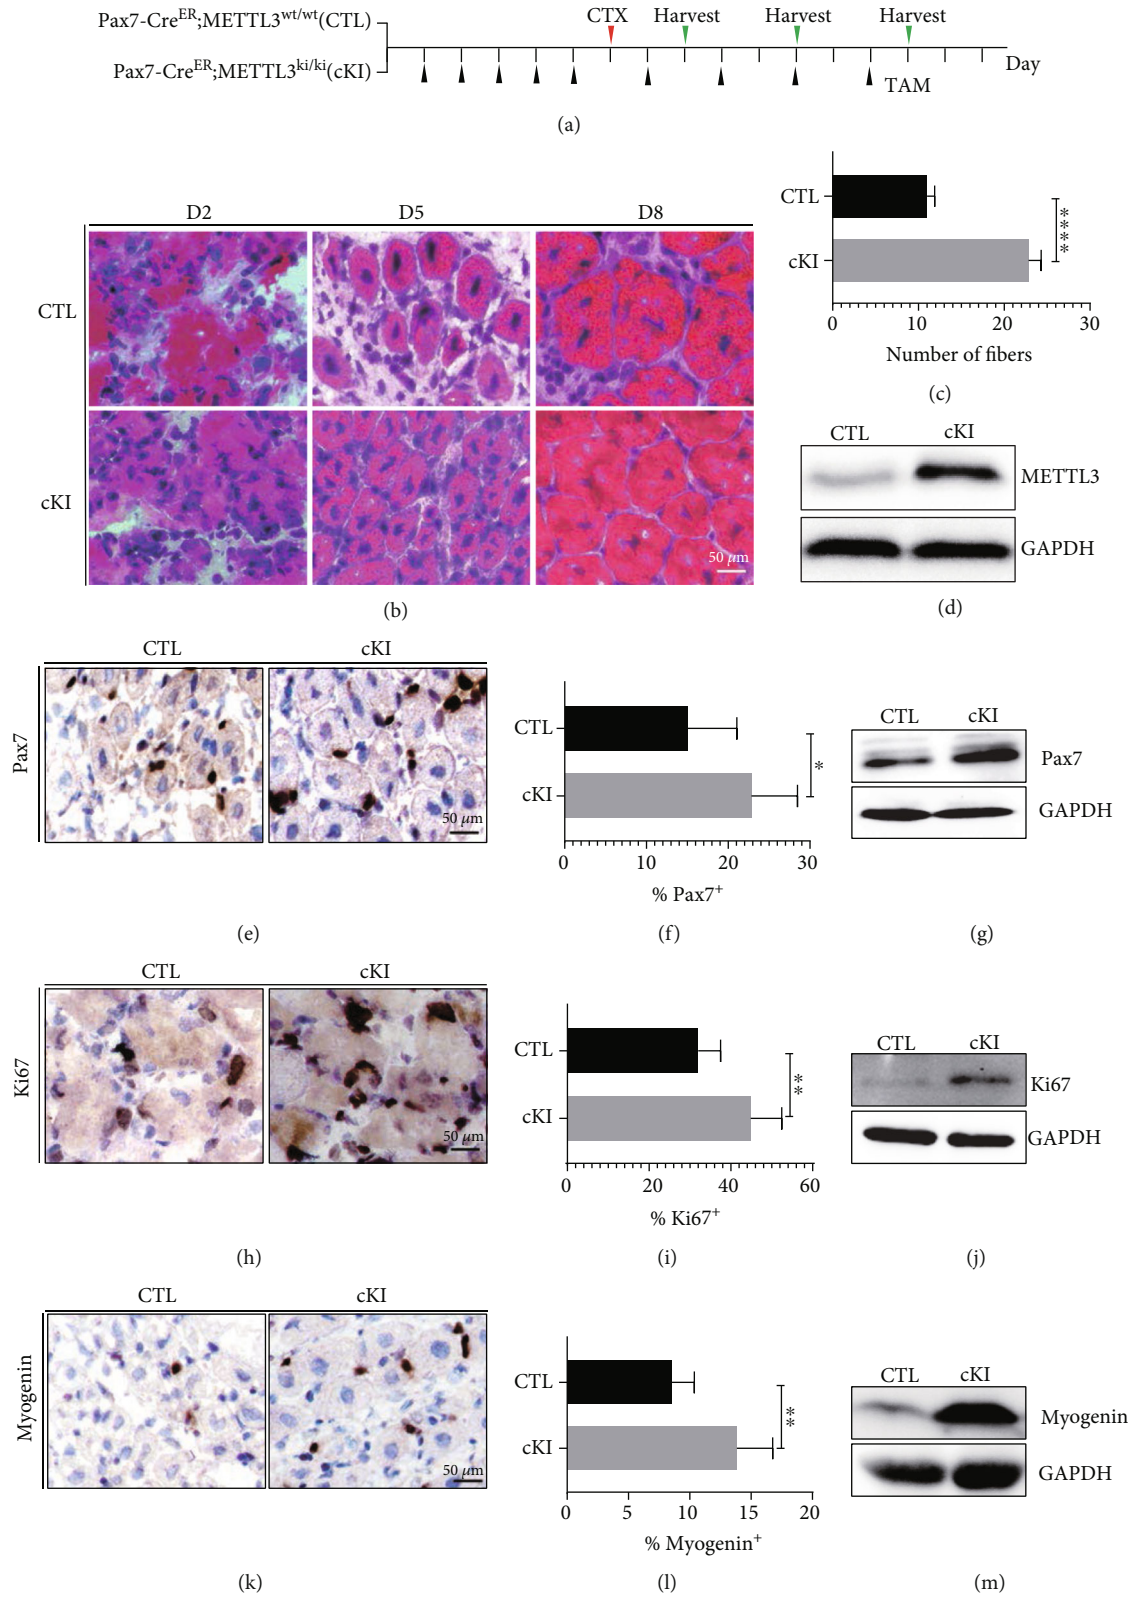 Pax7-Cre^ER;METTL3^wt/wt(CTL)
CTX Harvest Harvest Harvest
Pax7-Cre^ER;METTL3^ki/ki(cKI)
Day
TAM
(a)
D2 D5 D8
CTL
cKI
50 μm
(b)
CTL
cKI
****
0 10 20 30
Number of fibers
(c)
CTL cKI
METTL3
GAPDH
(d)
CTL cKI
Pax7
50 μm
(e)
CTL
cKI
*
0 10 20 30
% Pax7+
(f)
CTL cKI
Pax7
GAPDH
(g)
CTL cKI
Ki67
50 μm
(h)
CTL
cKI
**
0 20 40 60
% Ki67+
(i)
CTL cKI
Ki67
GAPDH
(j)
CTL cKI
Myogenin
50 μm
(k)
CTL
cKI
**
0 5 10 15 20
% Myogenin+
(l)
CTL cKI
Myogenin
GAPDH
(m)